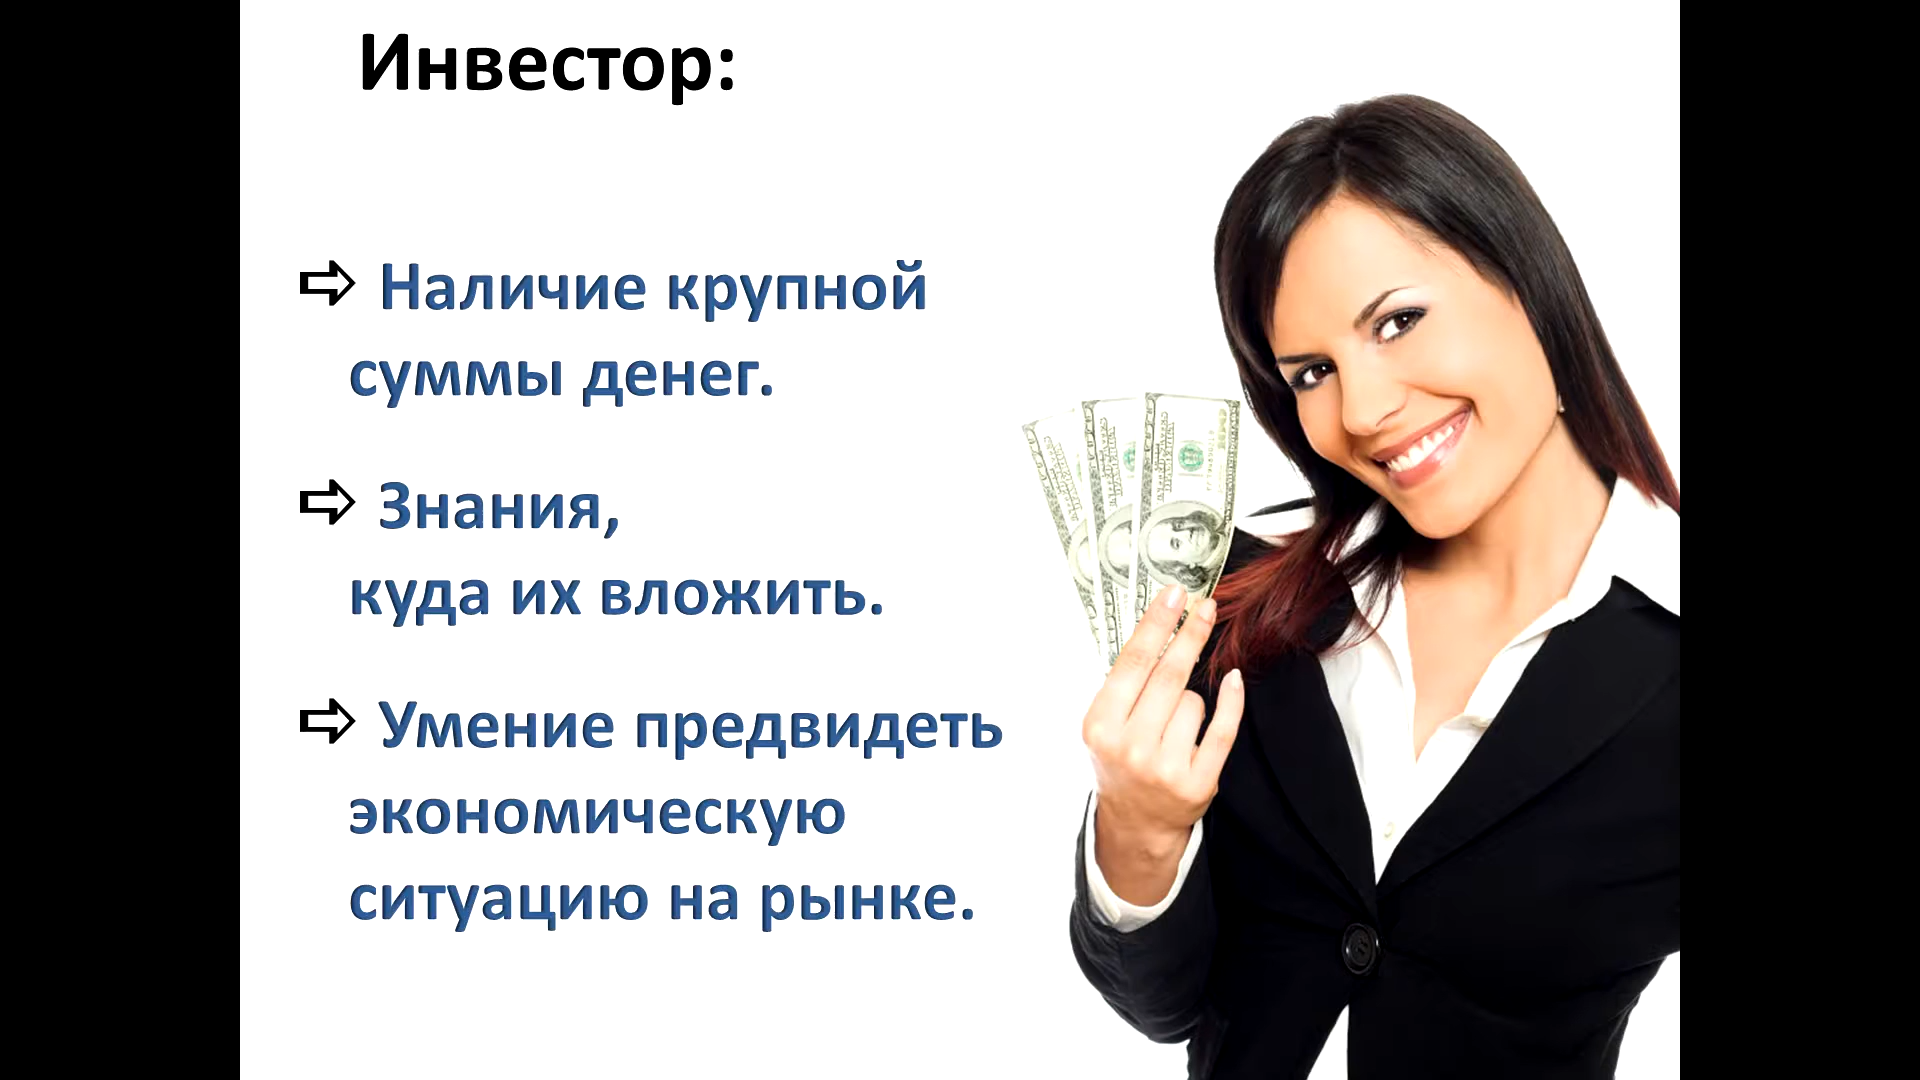 Инвестор:
⇨ Наличие крупной
суммы денег.
⇨ Знания,
куда их вложить.
⇨ Умение предвидеть
экономическую
ситуацию на рынке.